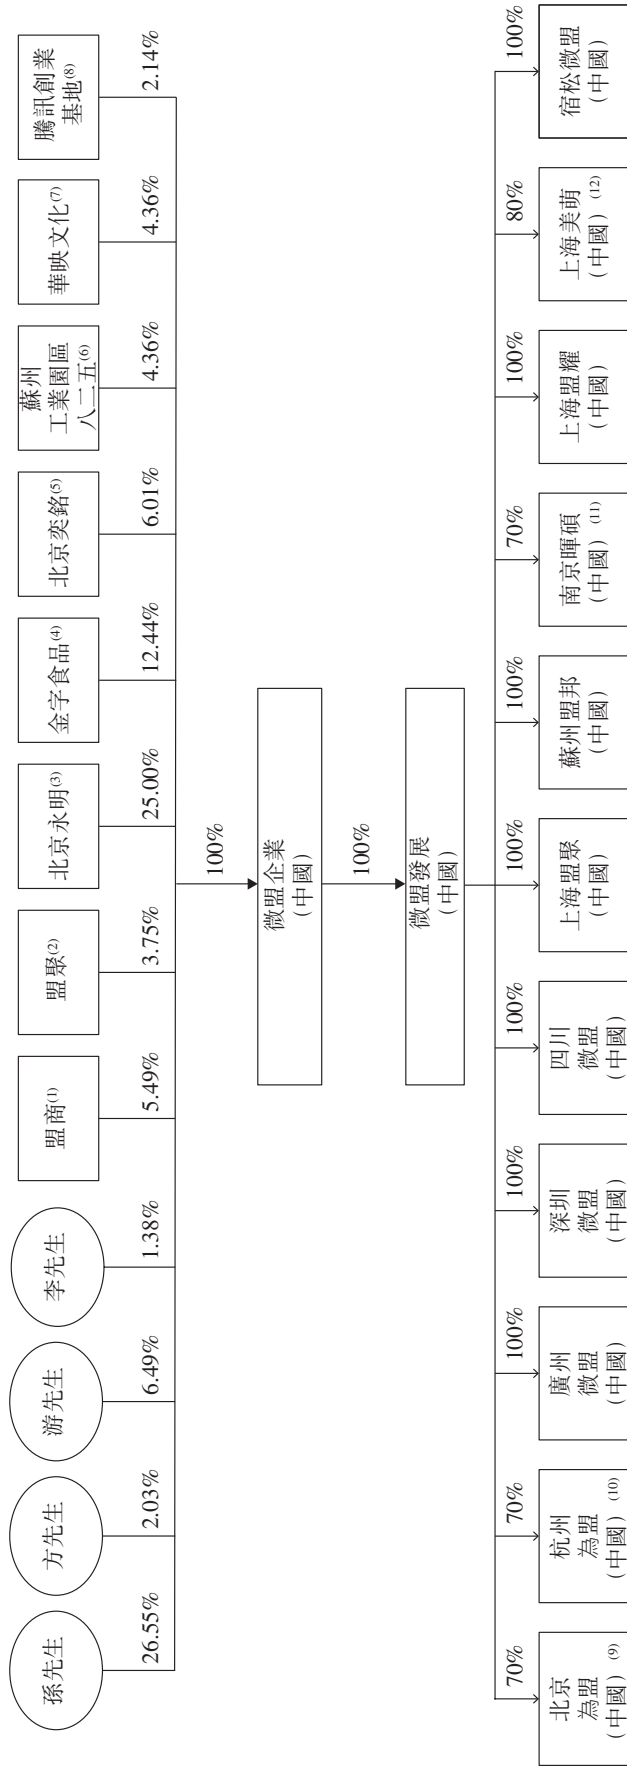 孫先生
方先生
游先生
李先生
盟商(1)
盟聚(2)
北京永明(3)
金字食品(4)
北京奕銘(5)
蘇州
工業園區
八二五(6)
華映文化(7)
騰訊創業
基地(8)
26.55%
2.03%
6.49%
1.38%
5.49%
3.75%
25.00%
12.44%
6.01%
4.36%
4.36%
2.14%
100%
微盟企業
(中國)
100%
微盟發展
(中國)
70%
70%
100%
100%
100%
100%
100%
70%
100%
80%
100%
北京
為盟
(中國) (9)
杭州
為盟
(中國) (10)
廣州
微盟
(中國)
深圳
微盟
(中國)
四川
微盟
(中國)
上海盟聚
(中國)
蘇州盟邦
(中國)
南京暉碩
(中國) (11)
上海盟耀
(中國)
上海美萌
(中國) (12)
宿松微盟
(中國)